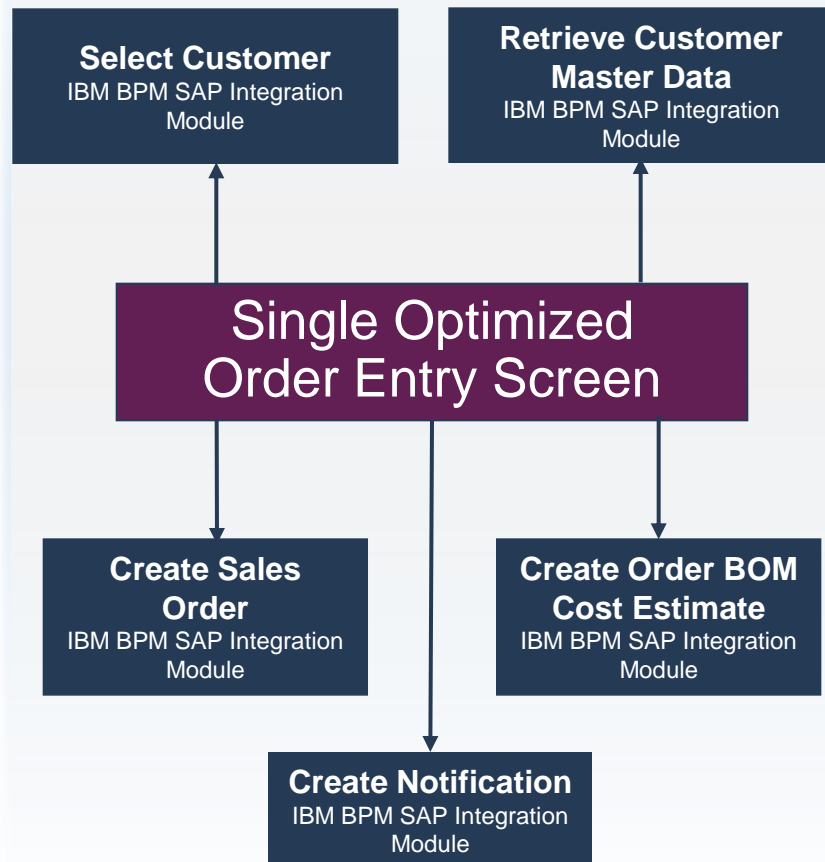 Select Customer
IBM BPM SAP Integration
Module
Retrieve Customer
Master Data
IBM BPM SAP Integration
Module
Single Optimized
Order Entry Screen
Create Sales
Order
IBM BPM SAP Integration
Module
Create Order BOM
Cost Estimate
IBM BPM SAP Integration
Module
Create Notification
IBM BPM SAP Integration
Module